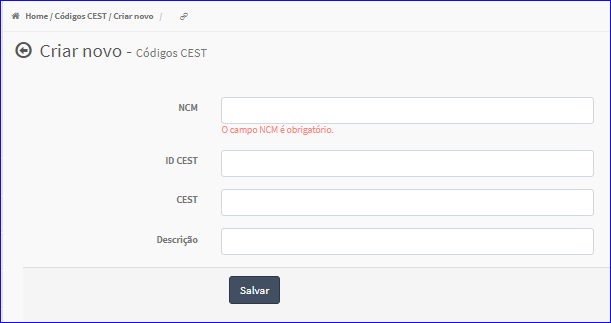 Home / Códigos CEST / Criar novo /
Criar novo - Códigos CEST
NCM
O campo NCM é obrigatório.
ID CEST
CEST
Descrição
Salvar